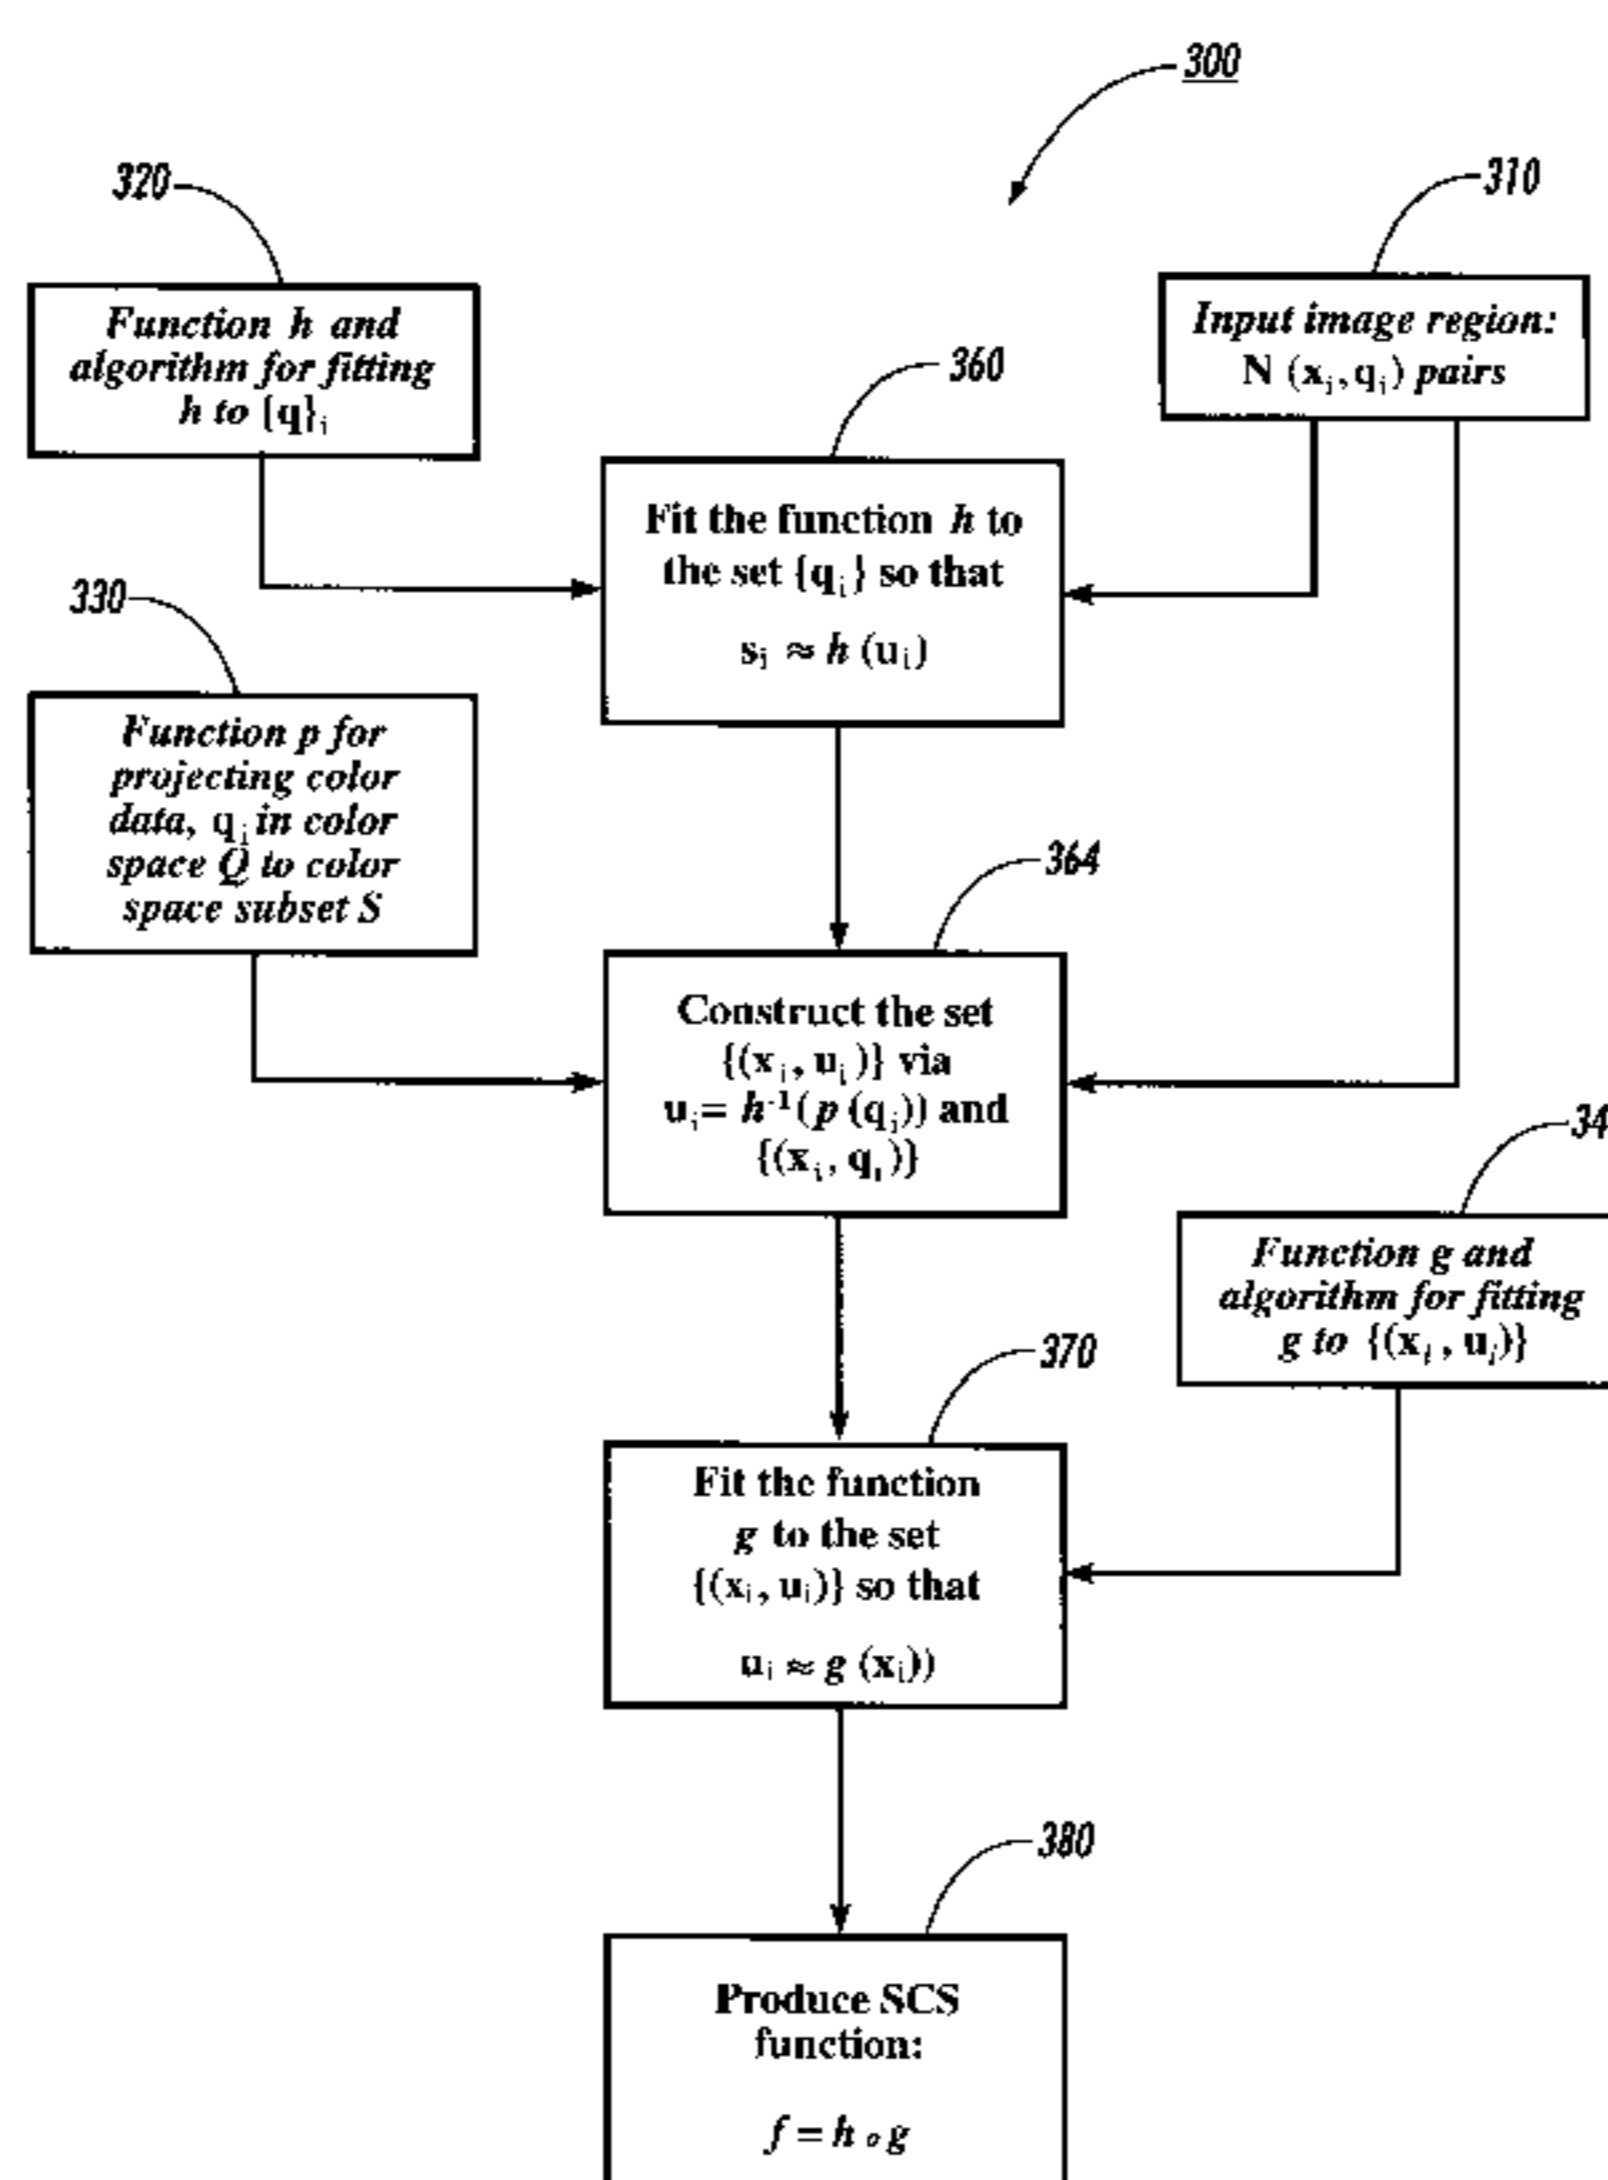 300
320
310
Function h and
algorithm for fitting
h to {q}ᵢ
Input image region:
N (xᵢ, qᵢ) pairs
360
Fit the function h to
the set {qᵢ} so that
sᵢ ≈ h (uᵢ)
330
Function p for
projecting color
data, qᵢ in color
space Q to color
space subset S
364
Construct the set
{(xᵢ, uᵢ)} via
uᵢ= h⁻¹(p (qᵢ)) and
{(xᵢ, qᵢ)}
34
Function g and
algorithm for fitting
g to {(xᵢ, uᵢ)}
370
Fit the function
g to the set
{(xᵢ, uᵢ)} so that
uᵢ ≈ g (xᵢ))
380
Produce SCS
function:
f = h ∘ g